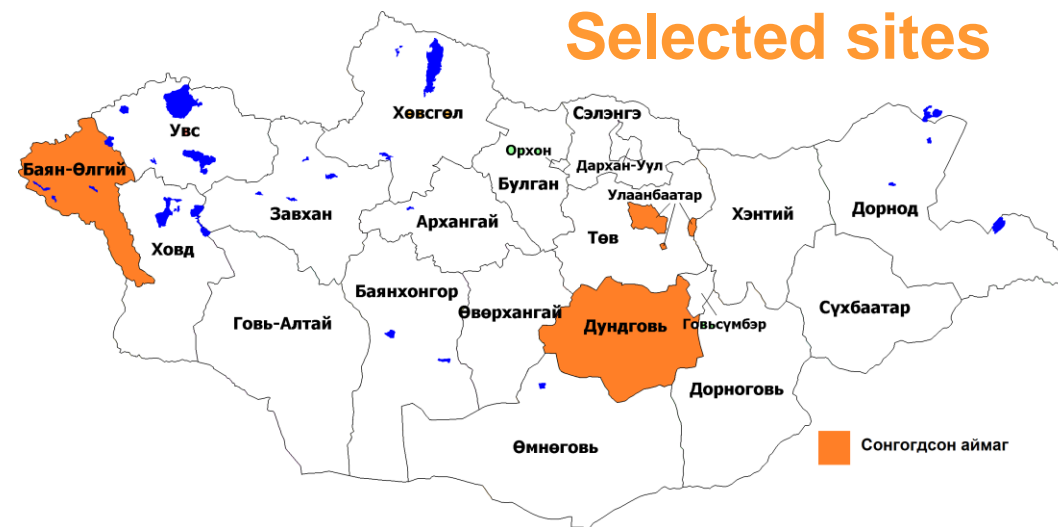 Selected sites
Хөвсгөл
Сэлэнгэ
Увс
Орхон
Баян-Өлгий
Дархан-Уул
Булган
Улаанбаатар
Завхан
Архангай
Хэнтий
Дорнод
Төв
Ховд
Баянхонгор
Өвөрхангай
Говь-Алтай
Дундговь
Говьсүмбэр
Сүхбаатар
Дорноговь
Өмнөговь
Сонгогдсон аймаг